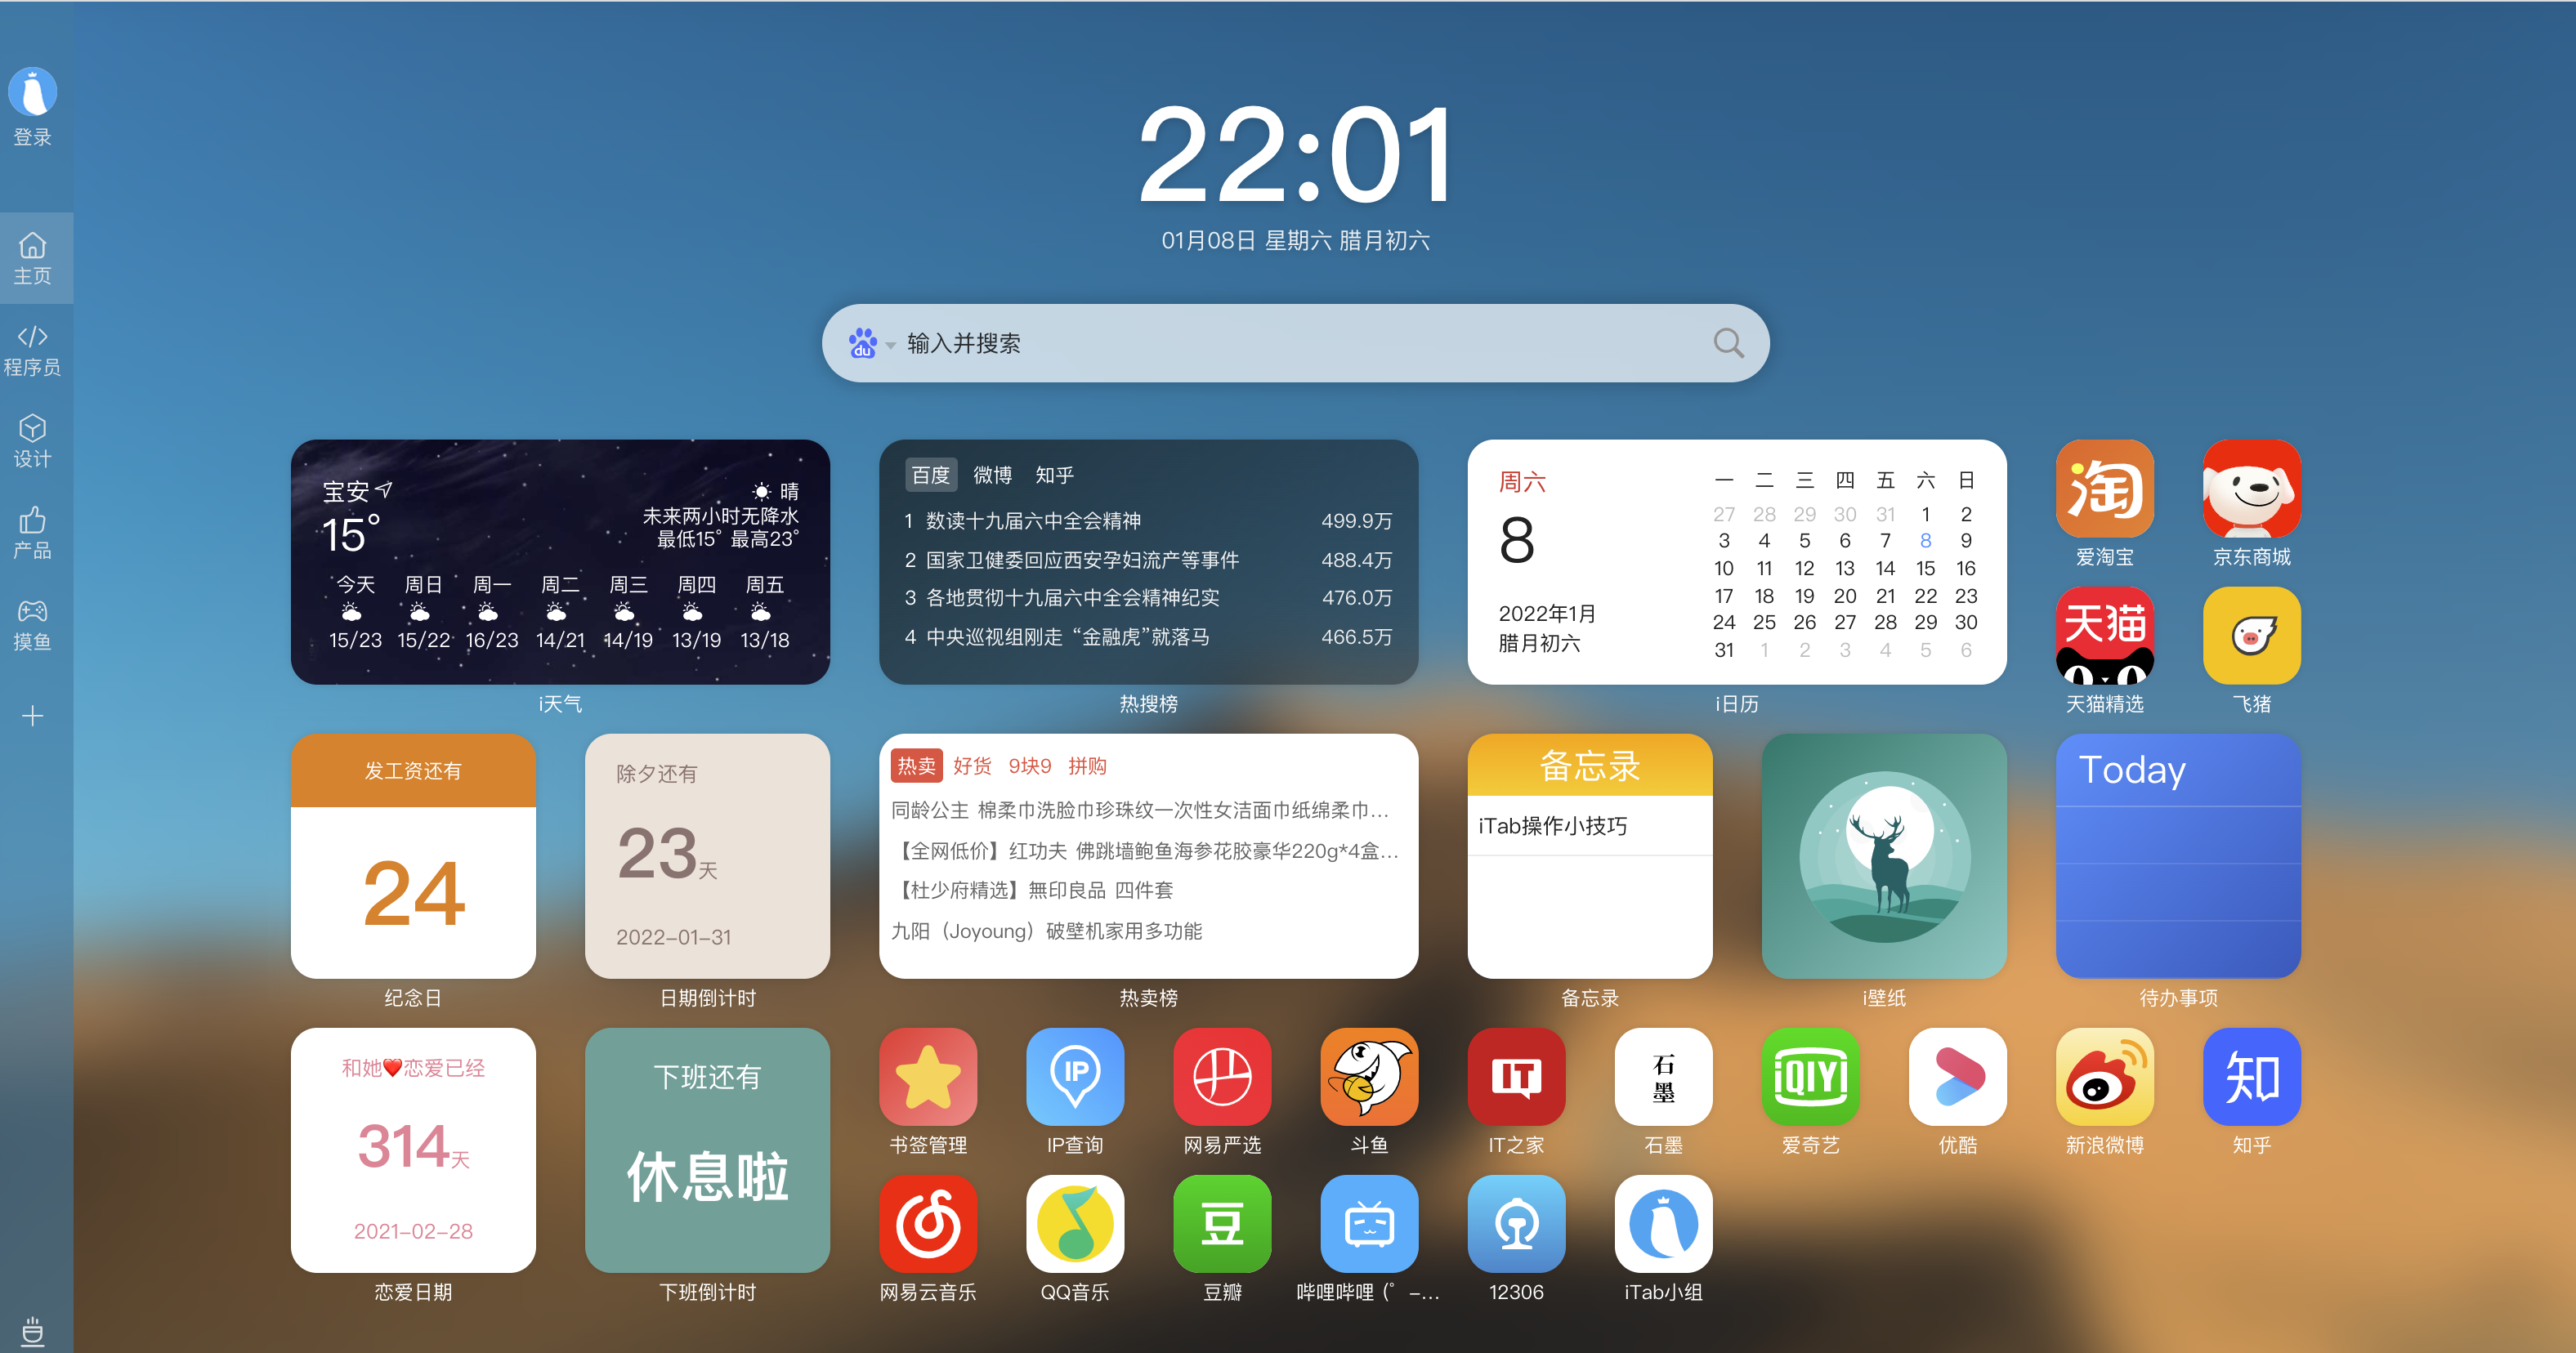 登录
主页
程序员
设计
产品
摸鱼
22:01
01月08日 星期六 腊月初六
du
输入并搜索
宝安
15°
晴
未来两小时无降水
最低15° 最高23°
今天 周日 周一 周二 周三 周四 周五
15/23 15/22 16/23 14/21 14/19 13/19 13/18
i天气
百度 微博 知乎
1 数读十九届六中全会精神 499.9万
2 国家卫健委回应西安孕妇流产等事件 488.4万
3 各地贯彻十九届六中全会精神纪实 476.0万
4 中央巡视组刚走 “金融虎”就落马 466.5万
热搜榜
周六
8
2022年1月
腊月初六
一 二 三 四 五 六 日
27 28 29 30 31 1 2
3 4 5 6 7 8 9
10 11 12 13 14 15 16
17 18 19 20 21 22 23
24 25 26 27 28 29 30
31 1 2 3 4 5 6
i日历
淘
爱淘宝
京东商城
天猫
天猫精选
飞猪
发工资还有
24
纪念日
除夕还有
23天
2022-01-31
日期倒计时
热卖 好货 9块9 拼购
同龄公主 棉柔巾洗脸巾珍珠纹一次性女洁面巾纸绵柔巾...
【全网低价】红功夫 佛跳墙鲍鱼海参花胶豪华220g*4盒...
【杜少府精选】無印良品 四件套
九阳（Joyoung）破壁机家用多功能
热卖榜
备忘录
iTab操作小技巧
备忘录
i壁纸
Today
待办事项
和她❤️恋爱已经
314天
2021-02-28
恋爱日期
下班还有
休息啦
下班倒计时
书签管理
IP
IP查询
网易严选
斗鱼
IT
IT之家
石墨
石墨
iQIYI
爱奇艺
优酷
新浪微博
知
知乎
网易云音乐
QQ音乐
豆
豆瓣
哔哩哔哩 (゜-...
12306
iTab小组